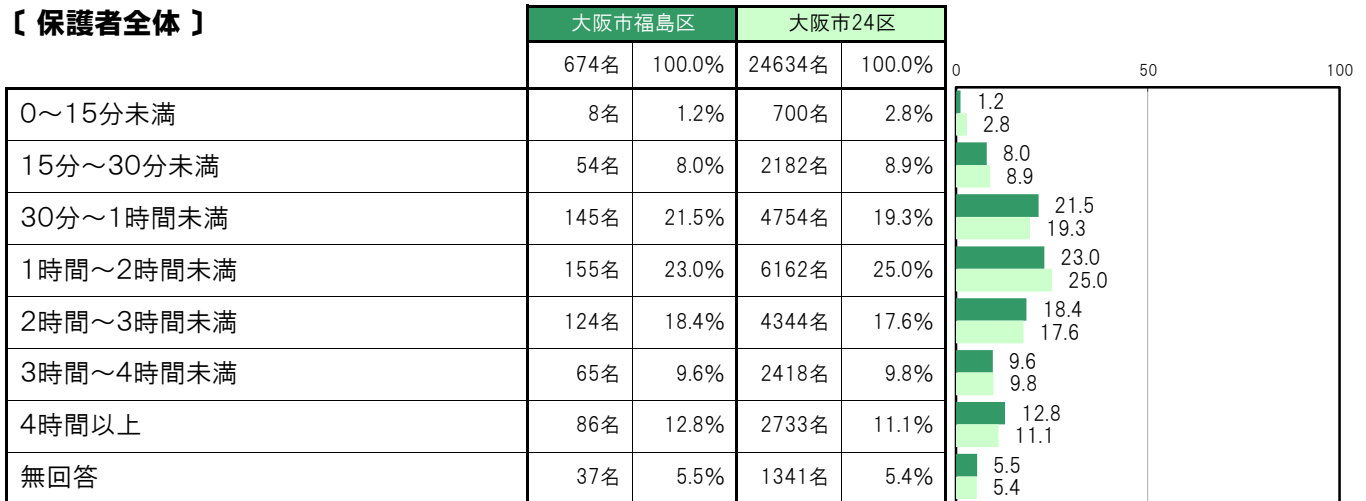 〔 保護者全体 〕
大阪市福島区 大阪市24区
674名 100.0% 24634名 100.0%
0 50 100
0～15分未満 8名 1.2% 700名 2.8% 1.2
2.8
15分～30分未満 54名 8.0% 2182名 8.9% 8.0
8.9
30分～1時間未満 145名 21.5% 4754名 19.3% 21.5
19.3
1時間～2時間未満 155名 23.0% 6162名 25.0% 23.0
25.0
2時間～3時間未満 124名 18.4% 4344名 17.6% 18.4
17.6
3時間～4時間未満 65名 9.6% 2418名 9.8% 9.6
9.8
4時間以上 86名 12.8% 2733名 11.1% 12.8
11.1
無回答 37名 5.5% 1341名 5.4% 5.5
5.4